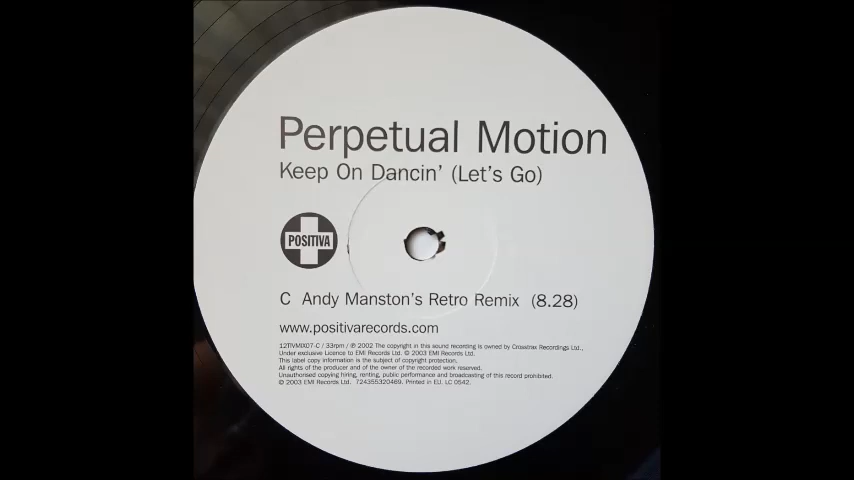 Perpetual Motion
Keep On Dancin' (Let's Go)
POSITIVA
C Andy Manston's Retro Remix (8.28)
www.positivarecords.com
12TIVMIX07-C / 33rpm / ℗ 2002 The copyright in this sound recording is owned by Crosstrax Recordings Ltd.,
Under exclusive Licence to EMI Records Ltd. © 2003 EMI Records Ltd.
This label copy information is the subject of copyright protection.
All rights of the producer and of the owner of the recorded work reserved.
Unauthorised copying hiring, renting, public performance and broadcasting of this record prohibited.
© 2003 EMI Records Ltd. 724355320469. Printed in EU. LC 0542.